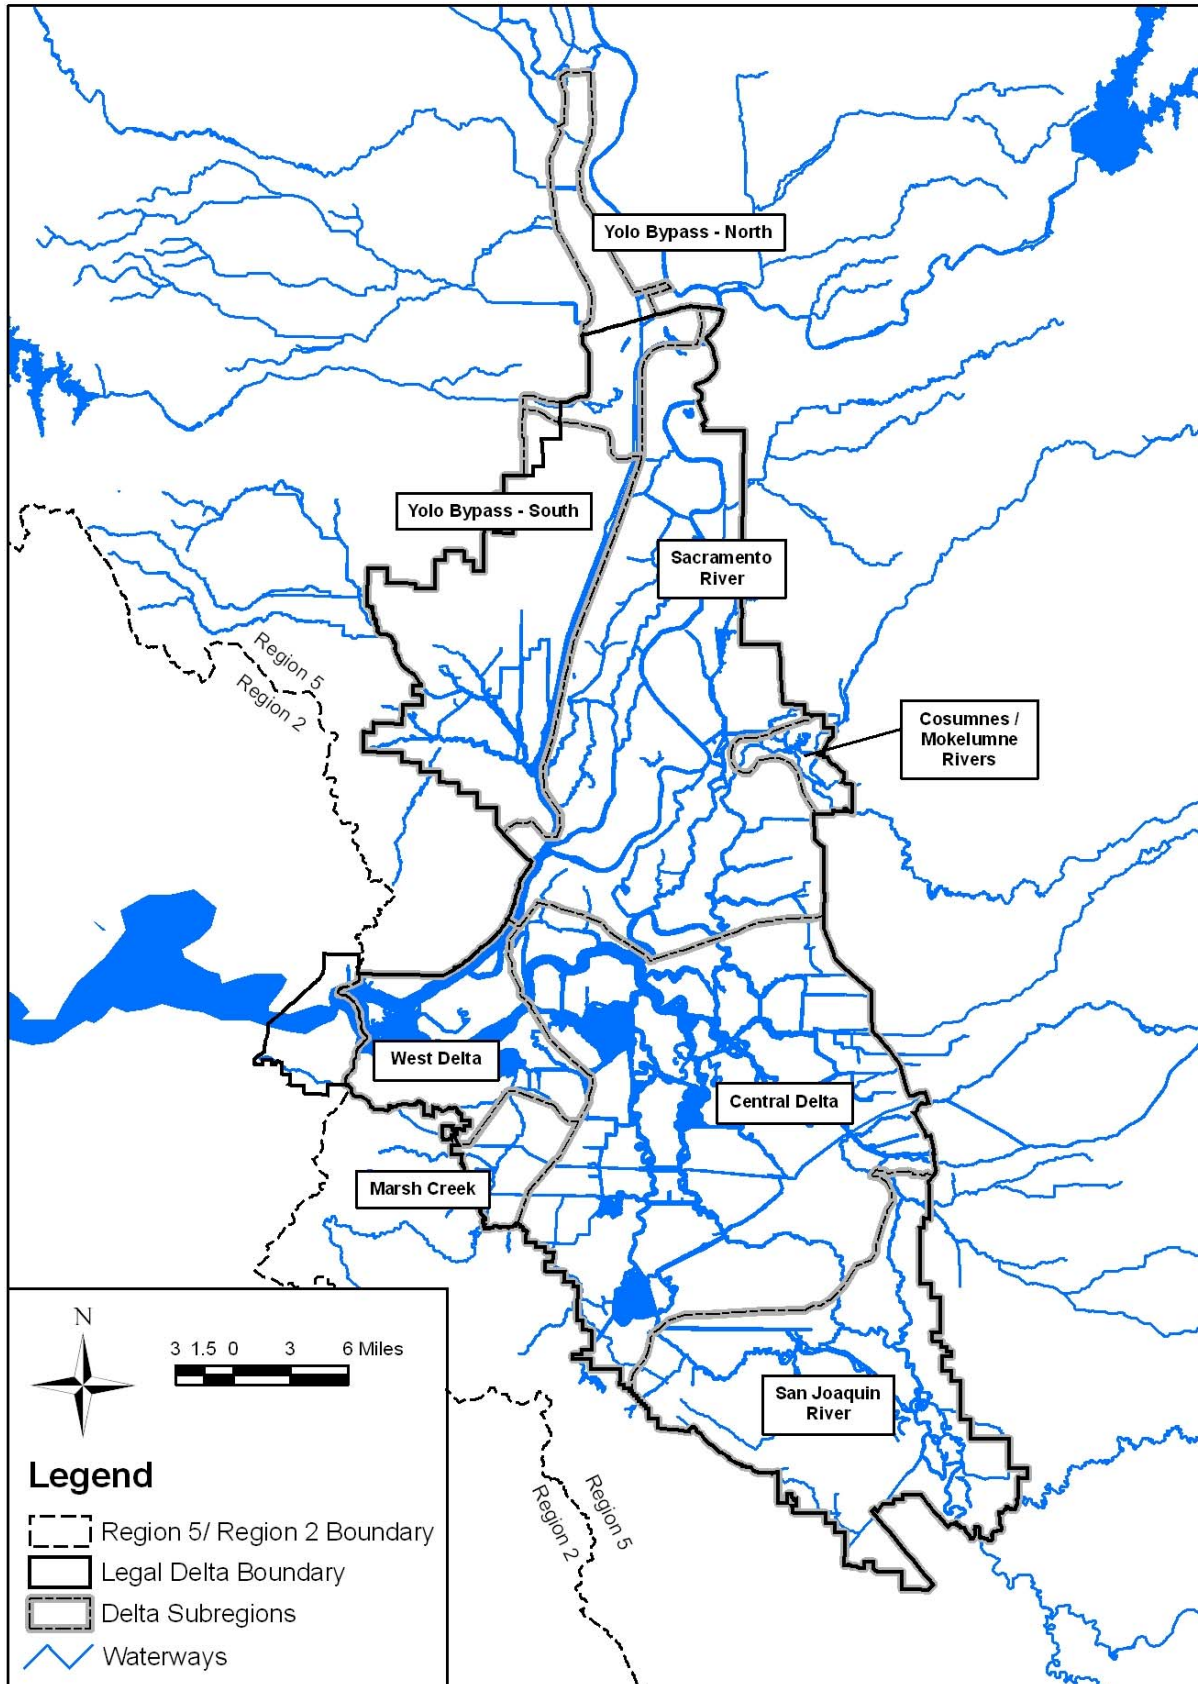 Yolo Bypass - North
Yolo Bypass - South
Sacramento
River
Region 5
Region 2
Cosumnes /
Mokelumne
Rivers
West Delta
Central Delta
Marsh Creek
San Joaquin
River
Region 5
Region 2
N
3 1.5 0 3 6 Miles
Legend
Region 5/ Region 2 Boundary
Legal Delta Boundary
Delta Subregions
Waterways